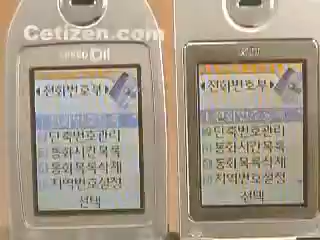 Cetizen.com
전화번호부
단축번호관리
통화시간목록
통화목록삭제
지역번호설정
선택
전화번호부
단축번호관리
통화시간목록
통화목록삭제
지역번호설정
선택